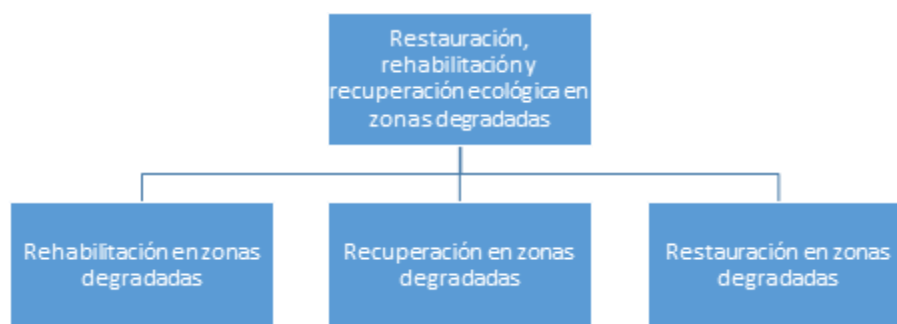 Restauración,
rehabilitación y
recuperación ecológica en
zonas degradadas
Rehabilitación en zonas
degradadas
Recuperación en zonas
degradadas
Restauración en zonas
degradadas